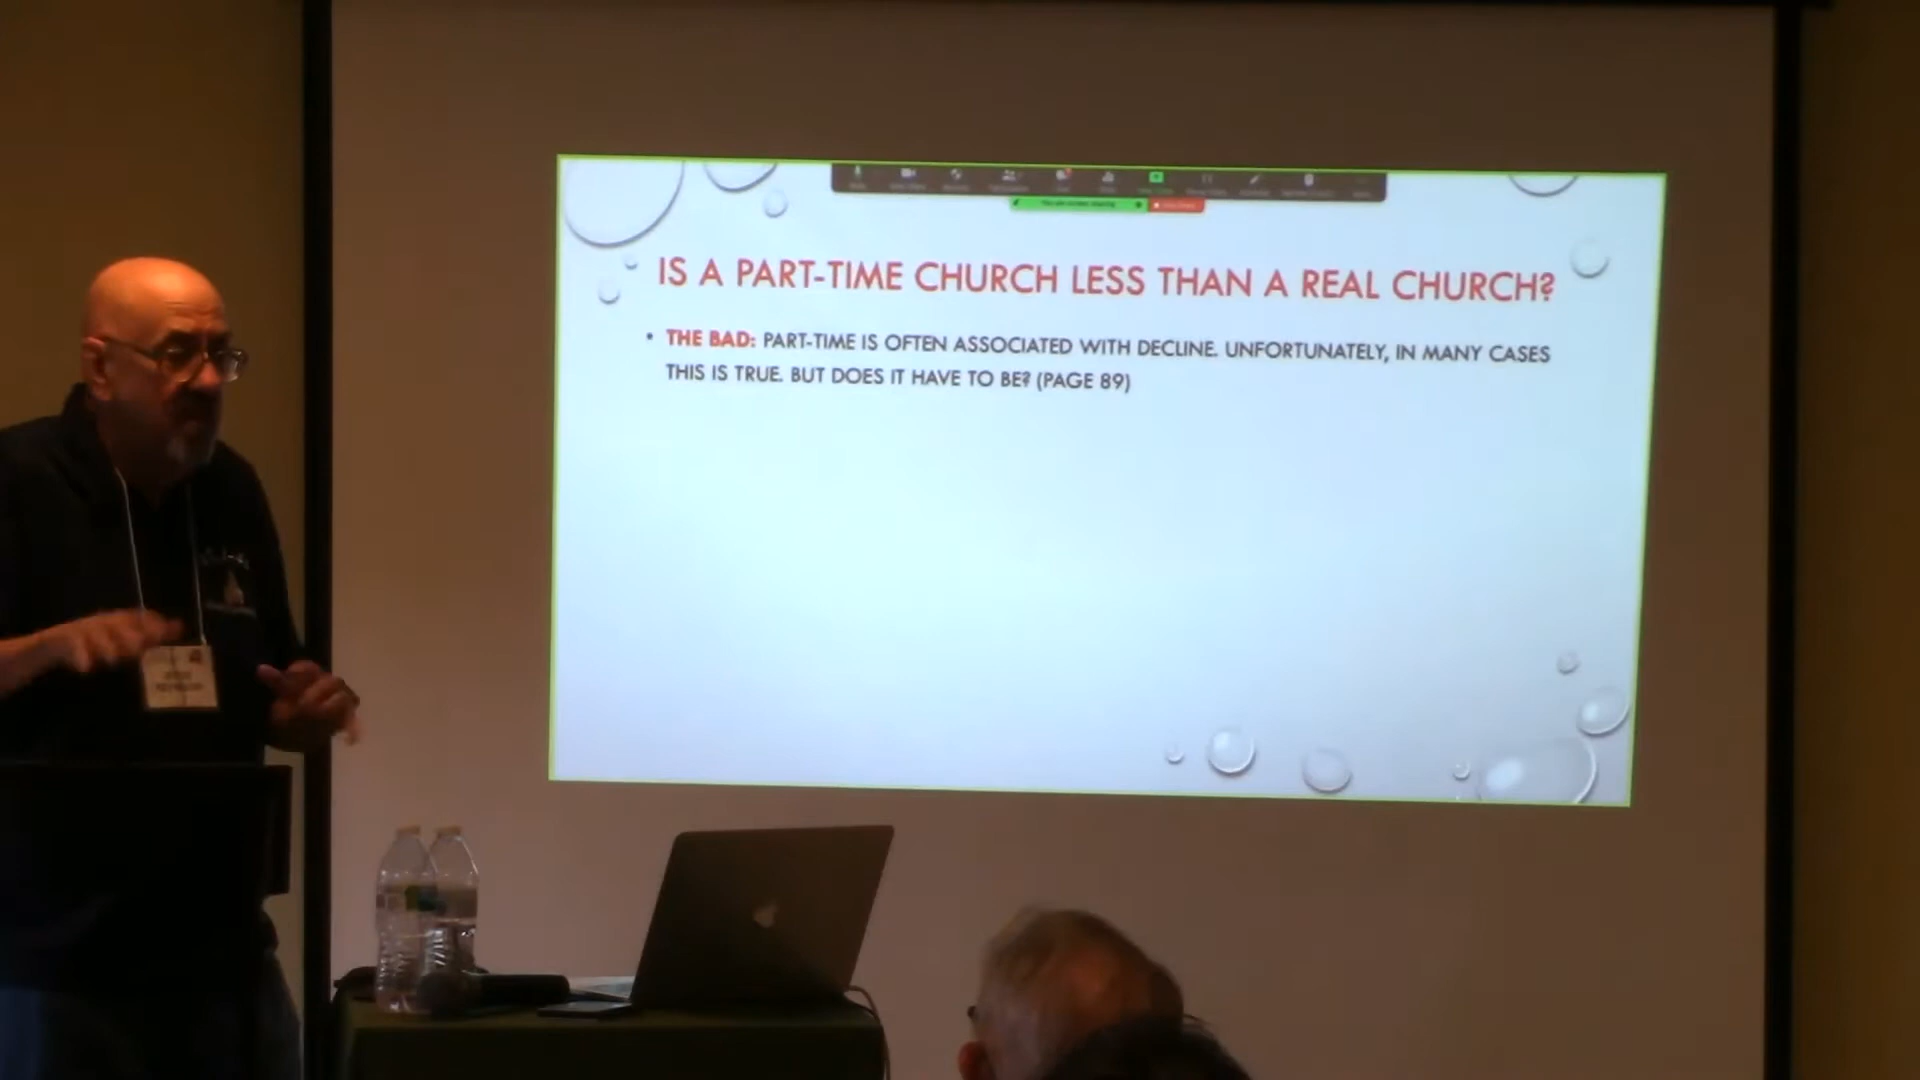 IS A PART-TIME CHURCH LESS THAN A REAL CHURCH?
• THE BAD: PART-TIME IS OFTEN ASSOCIATED WITH DECLINE. UNFORTUNATELY, IN MANY CASES
THIS IS TRUE. BUT DOES IT HAVE TO BE? (PAGE 89)